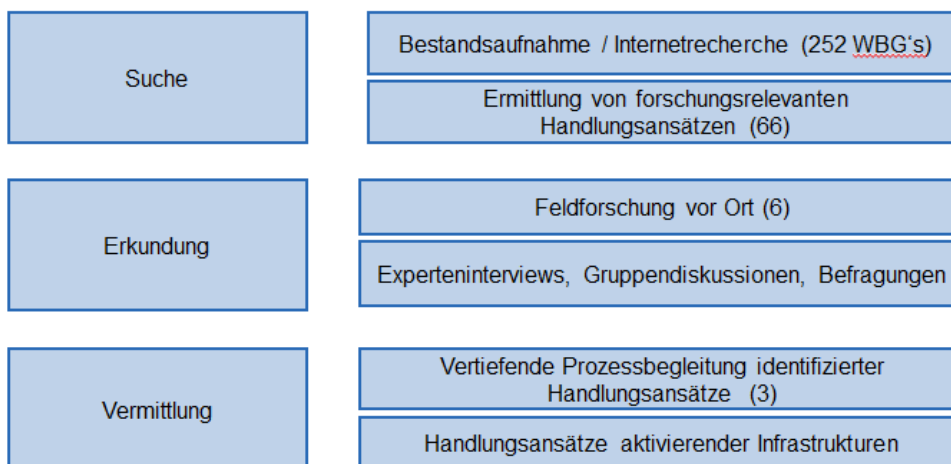 Suche
Bestandsaufnahme / Internetrecherche (252 WBG's)
Ermittlung von forschungsrelevanten
Handlungsansätzen (66)
Erkundung
Feldforschung vor Ort (6)
Experteninterviews, Gruppendiskussionen, Befragungen
Vermittlung
Vertiefende Prozessbegleitung identifizierter
Handlungsansätze (3)
Handlungsansätze aktivierender Infrastrukturen